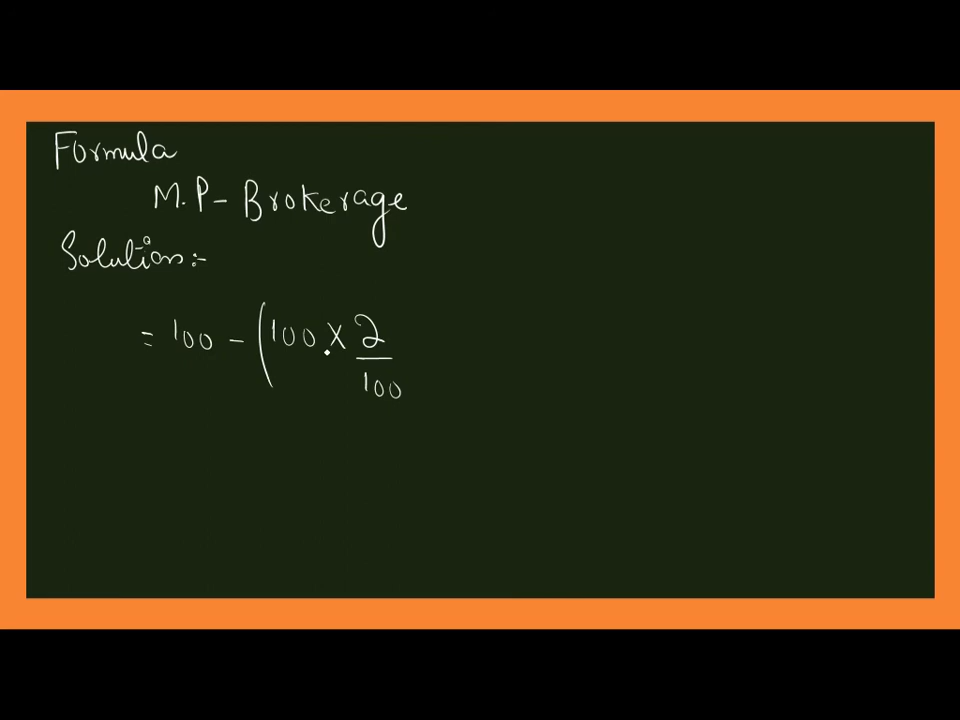 Formula
M.P - Brokerage
Solution :-
= 100 - (100 X 2/100